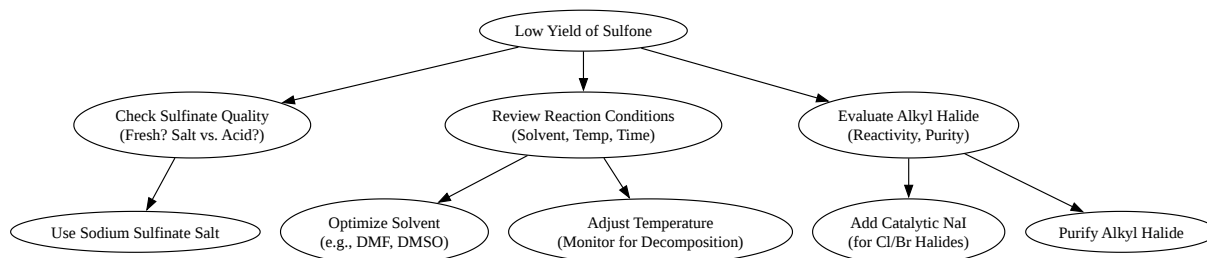 Low Yield of Sulfone
Check Sulfinate Quality
(Fresh? Salt vs. Acid?)
Review Reaction Conditions
(Solvent, Temp, Time)
Evaluate Alkyl Halide
(Reactivity, Purity)
Use Sodium Sulfinate Salt
Optimize Solvent
(e.g., DMF, DMSO)
Adjust Temperature
(Monitor for Decomposition)
Add Catalytic NaI
(for Cl/Br Halides)
Purify Alkyl Halide